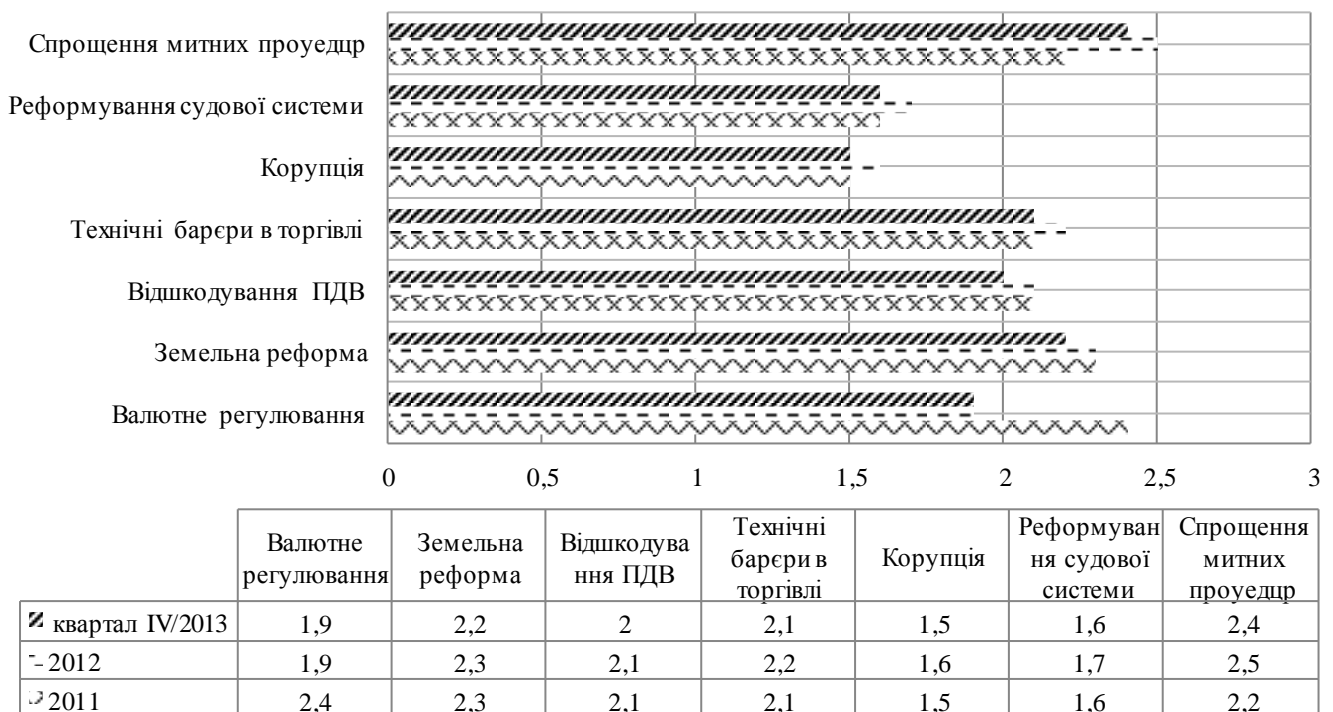 Спрощення митних проуедцр
Реформування судової системи
Корупція
Технічні барєри в торгівлі
Відшкодування ПДВ
Земельна реформа
Валютне регулювання
0 0,5 1 1,5 2 2,5 3
Валютне регулювання Земельна реформа Відшкодува ння ПДВ Технічні барєри в торгівлі Корупція Реформуван ня судової системи Спрощення митних проуедцр
квартал IV/2013 1,9 2,2 2 2,1 1,5 1,6 2,4
2012 1,9 2,3 2,1 2,2 1,6 1,7 2,5
2011 2,4 2,3 2,1 2,1 1,5 1,6 2,2